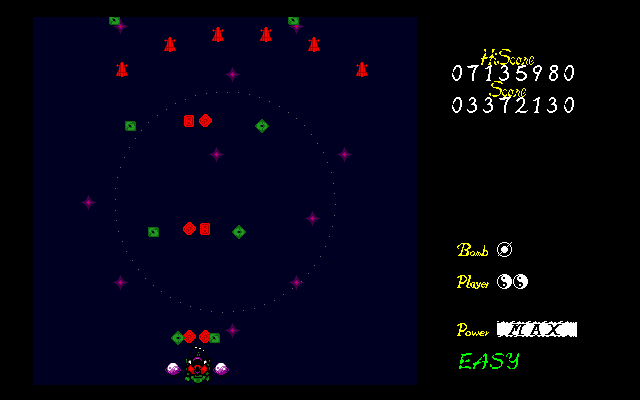 HiScore
07135980
Score
03372130
Bomb
Player
Power MAX
EASY